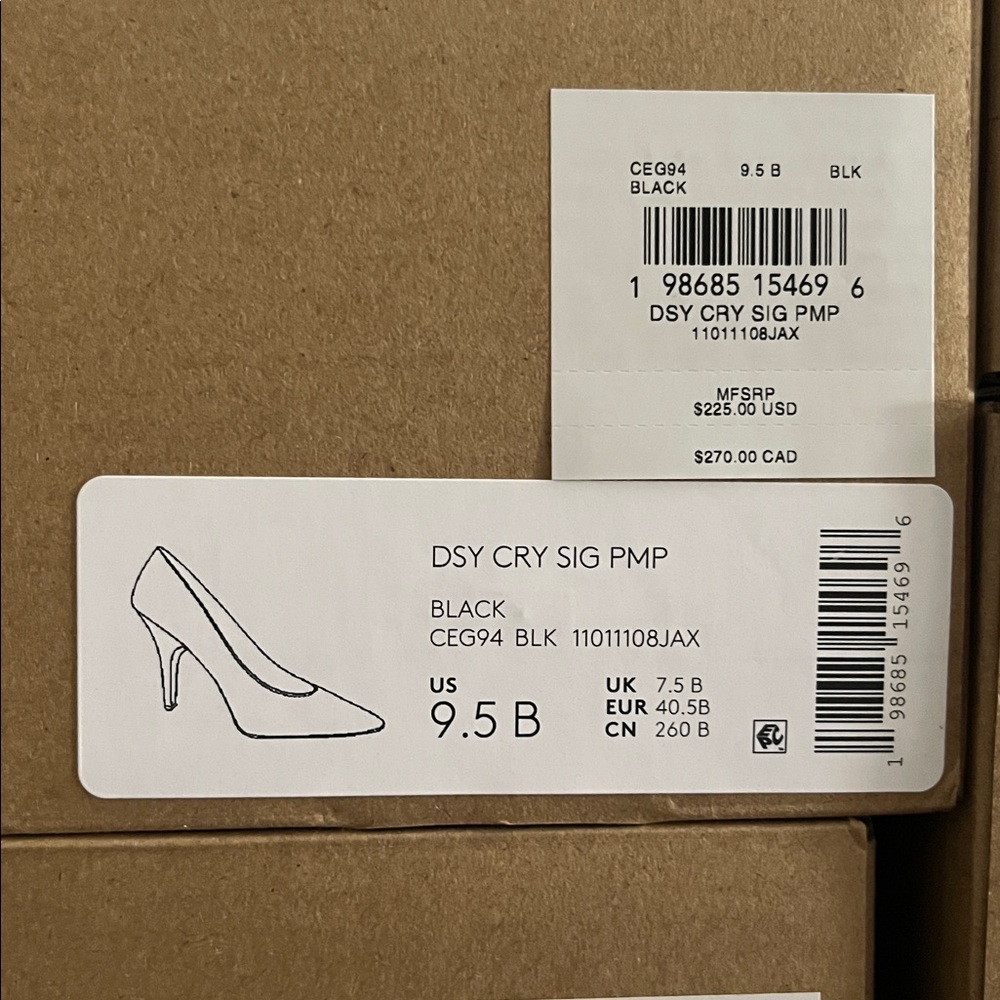 CEG94 9.5 B BLK
BLACK
1 98685 15469 6
DSY CRY SIG PMP
11011108JAX
MFSRP
$225.00 USD
$270.00 CAD
DSY CRY SIG PMP
BLACK
CEG94 BLK 11011108JAX
US
9.5 B
UK 7.5 B
EUR 40.5B
CN 260 B
1 98685 15469 6